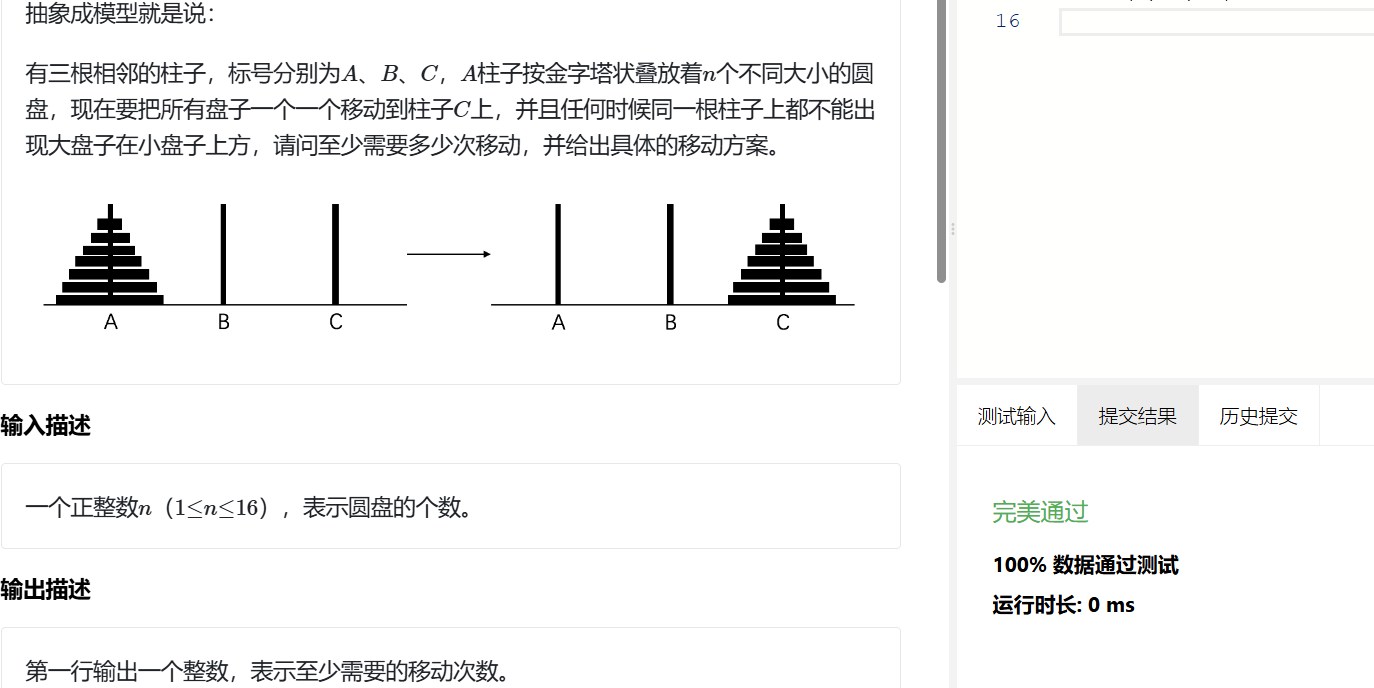 抽象成模型就是说：
有三根相邻的柱子，标号分别为A、B、C，A柱子按金字塔状叠放着n个不同大小的圆
盘，现在要把所有盘子一个一个移动到柱子C上，并且任何时候同一根柱子上都不能出
现大盘子在小盘子上方，请问至少需要多少次移动，并给出具体的移动方案。
A B C A B C
输入描述
一个正整数n（1≤n≤16），表示圆盘的个数。
输出描述
第一行输出一个整数，表示至少需要的移动次数。
16
测试输入 提交结果 历史提交
完美通过
100% 数据通过测试
运行时长: 0 ms